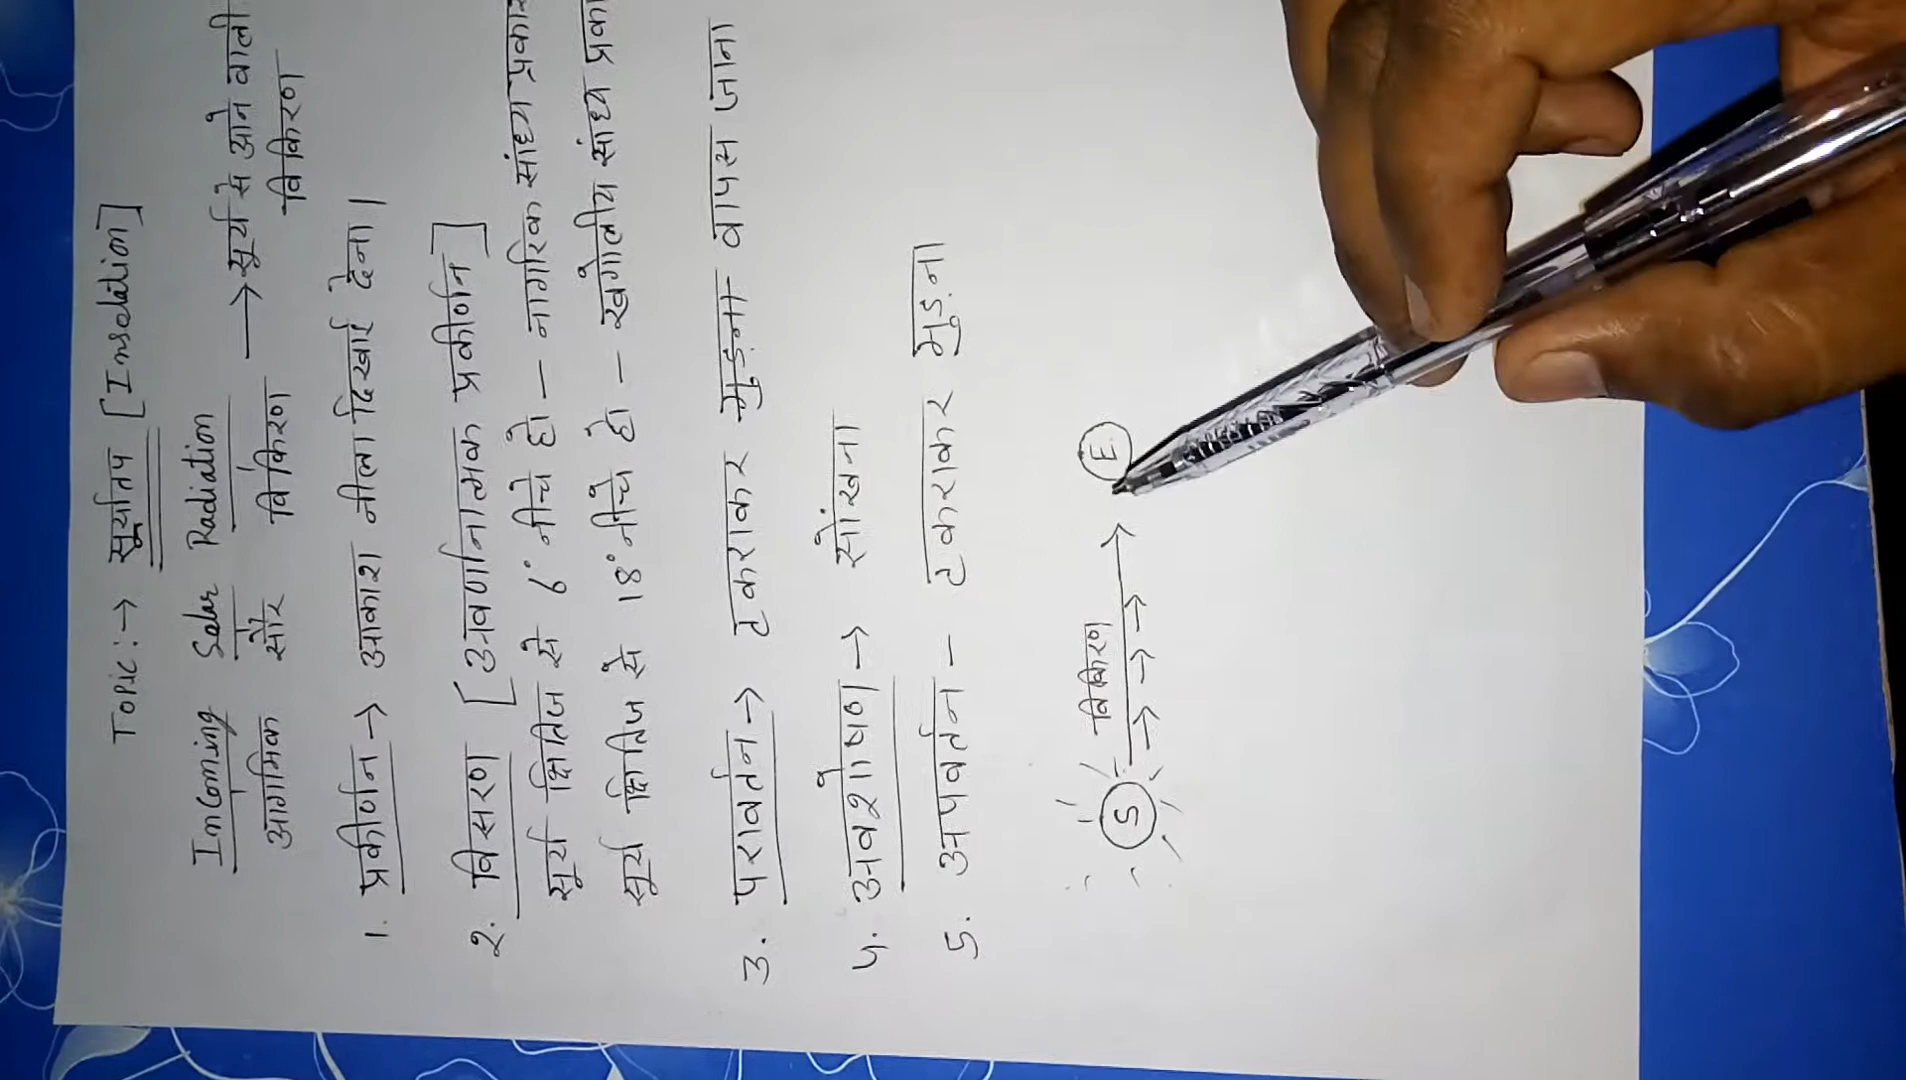 Topic:→ सूर्यातप [Insolation]
Incoming Solar Radiation → सूर्य से आने वाली
आगमिक सौर विकिरण विकिरण
1. प्रकीर्णन → आकाश नीला दिखाई देना।
2. विसरण [अवर्णनात्मक प्रकीर्णन]
सूर्य क्षितिज से 6° नीचे हो – नागरिक सांध्य प्रकाश
सूर्य क्षितिज से 18° नीचे हो – खगोलीय सांध्य
3. परावर्तन → टकराकर मुड़ना वापस जाना
4. अवशोषण → सोंखना
5. अपवर्तन – टकराकर मुड़ना
विकिरण
S →→→→ E